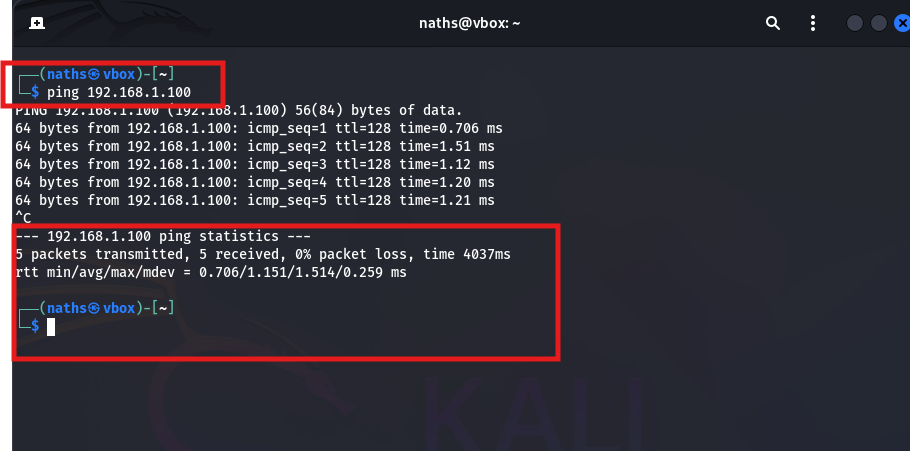 naths@vbox: ~
┌──(naths㉿vbox)-[~]
└─$ ping 192.168.1.100
PING 192.168.1.100 (192.168.1.100) 56(84) bytes of data.
64 bytes from 192.168.1.100: icmp_seq=1 ttl=128 time=0.706 ms
64 bytes from 192.168.1.100: icmp_seq=2 ttl=128 time=1.51 ms
64 bytes from 192.168.1.100: icmp_seq=3 ttl=128 time=1.12 ms
64 bytes from 192.168.1.100: icmp_seq=4 ttl=128 time=1.20 ms
64 bytes from 192.168.1.100: icmp_seq=5 ttl=128 time=1.21 ms
^C
--- 192.168.1.100 ping statistics ---
5 packets transmitted, 5 received, 0% packet loss, time 4037ms
rtt min/avg/max/mdev = 0.706/1.151/1.514/0.259 ms
┌──(naths㉿vbox)-[~]
└─$
KALI